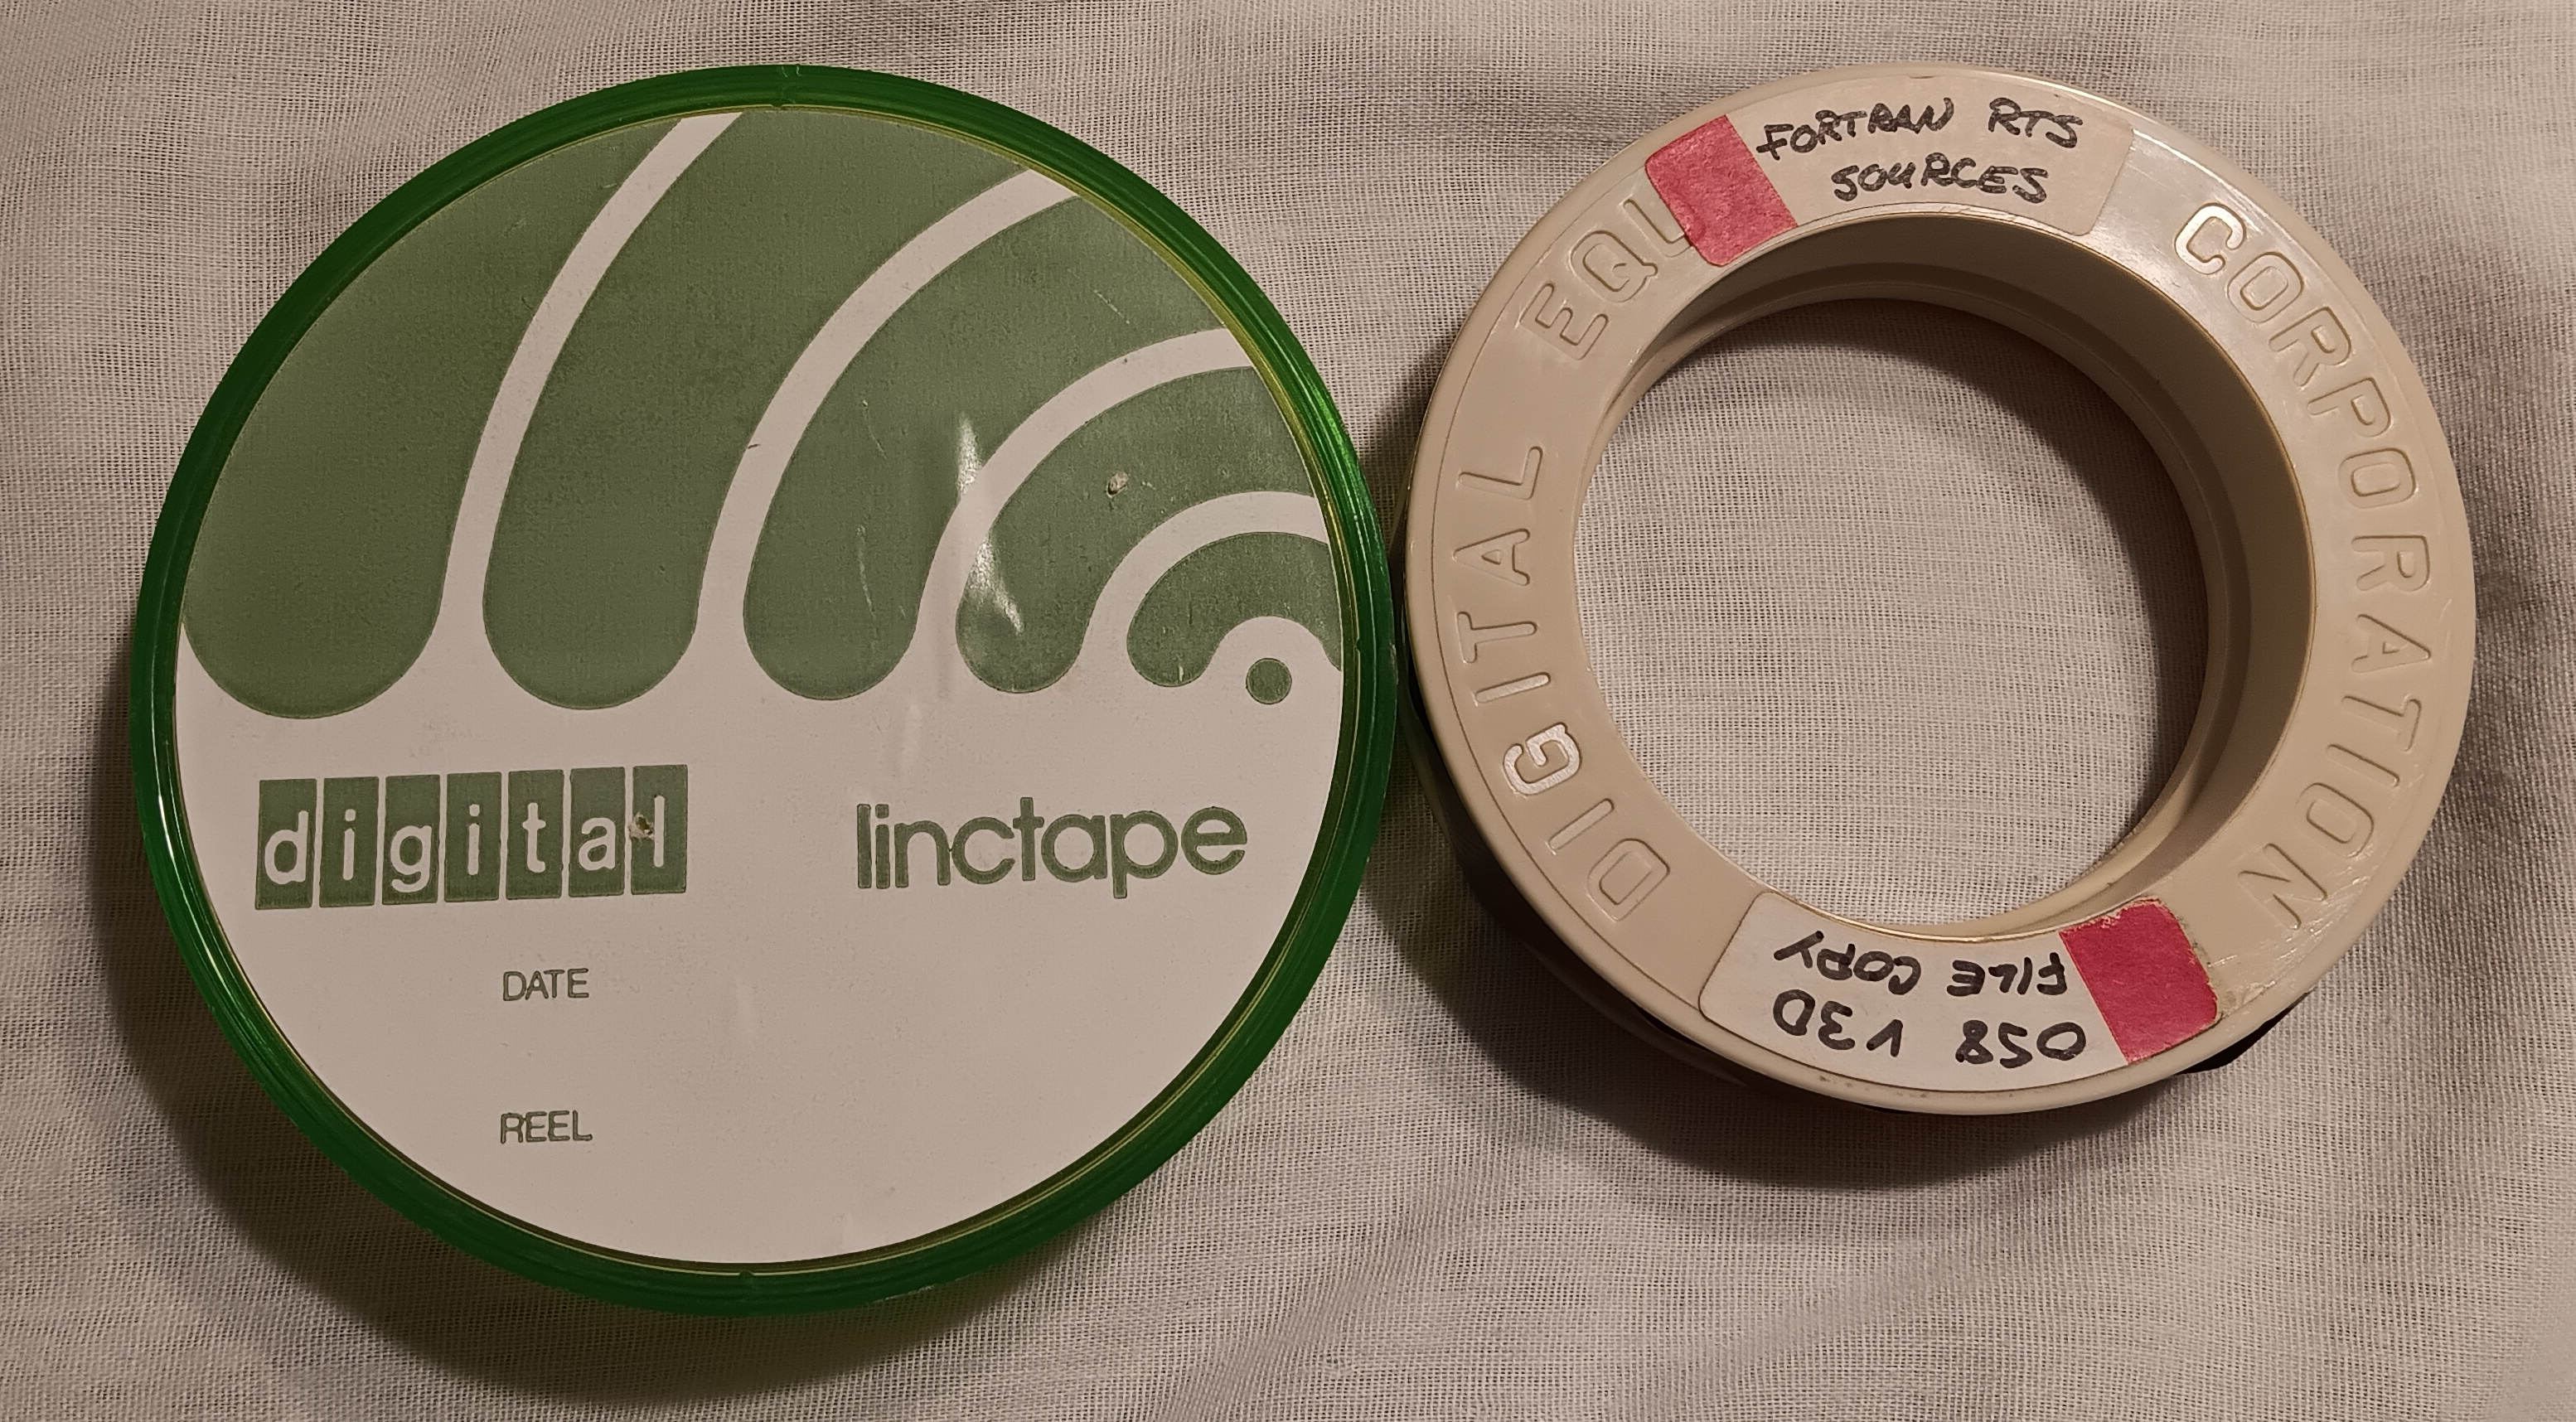 digital
linctape
DATE
REEL
FORTRAN RTS
SOURCES
DIGITAL EQU
CORPORATION
OS8 V3D
FILE COPY